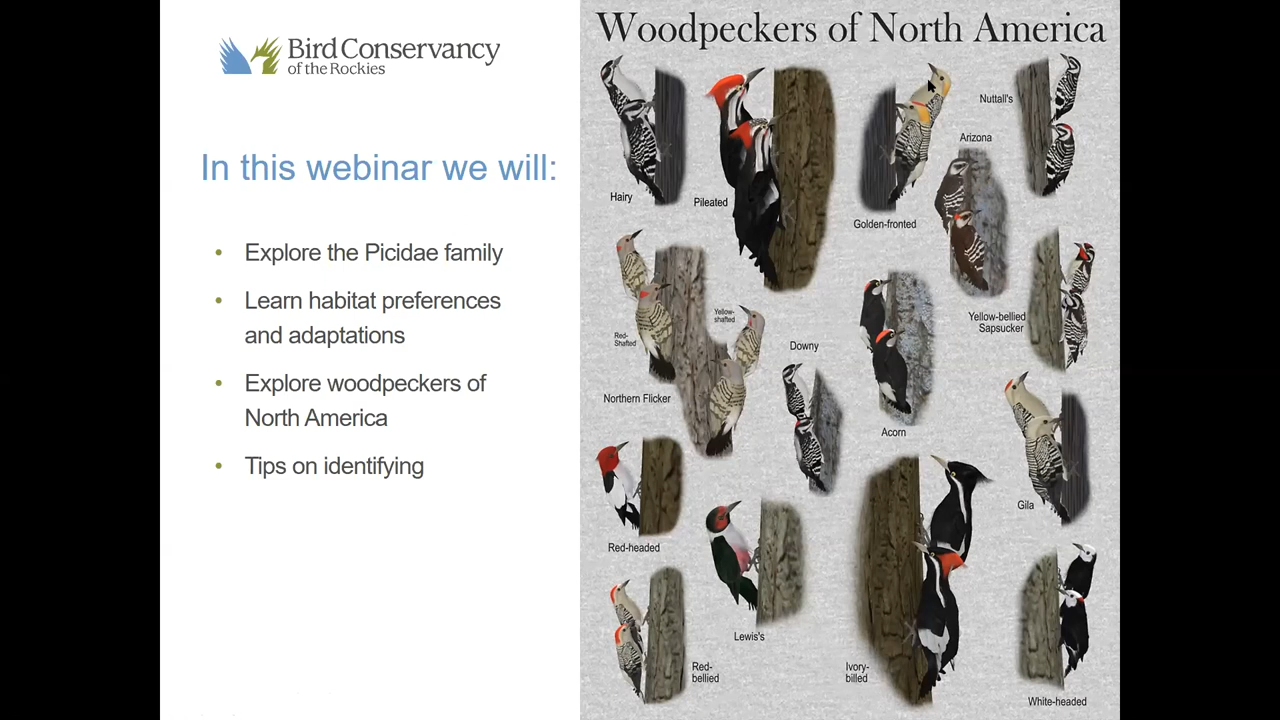 Bird Conservancy
of the Rockies
In this webinar we will:
• Explore the Picidae family
• Learn habitat preferences
and adaptations
• Explore woodpeckers of
North America
• Tips on identifying
Woodpeckers of North America
Hairy
Pileated
Golden-fronted
Nuttall's
Arizona
Red-
Shafted
Yellow-
shafted
Northern Flicker
Downy
Acorn
Yellow-bellied
Sapsucker
Gila
Red-headed
Lewis's
Red-
bellied
Ivory-
billed
White-headed